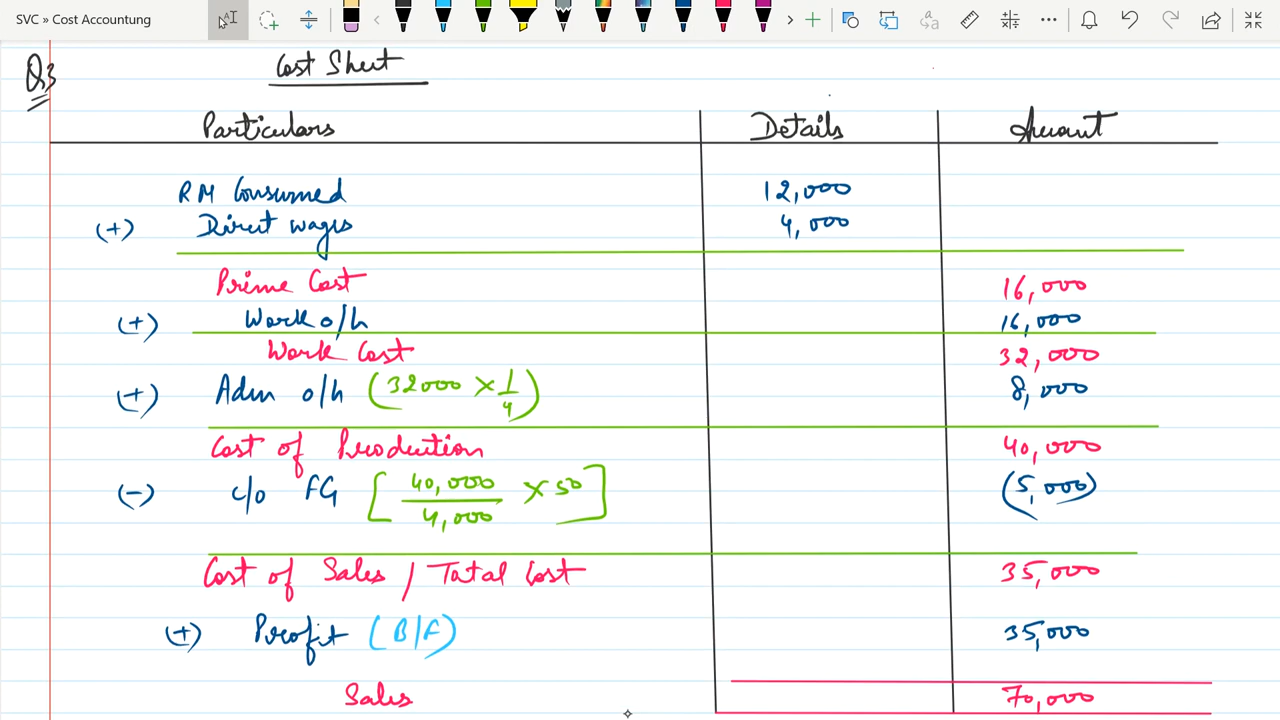 SVC » Cost Accountung
Q3 Cost Sheet
Particulars Details Amount
RM Consumed 12,000
(+) Direct wages 4,000
Prime Cost 16,000
(+) Work o/h 16,000
Work Cost 32,000
(+) Adm o/h (32000 × 1/4) 8,000
Cost of Production 40,000
(-) c/o FG [40,000/4,000 × 50] (5,000)
Cost of Sales / Total Cost 35,000
(+) Profit (B/F) 35,000
Sales 70,000